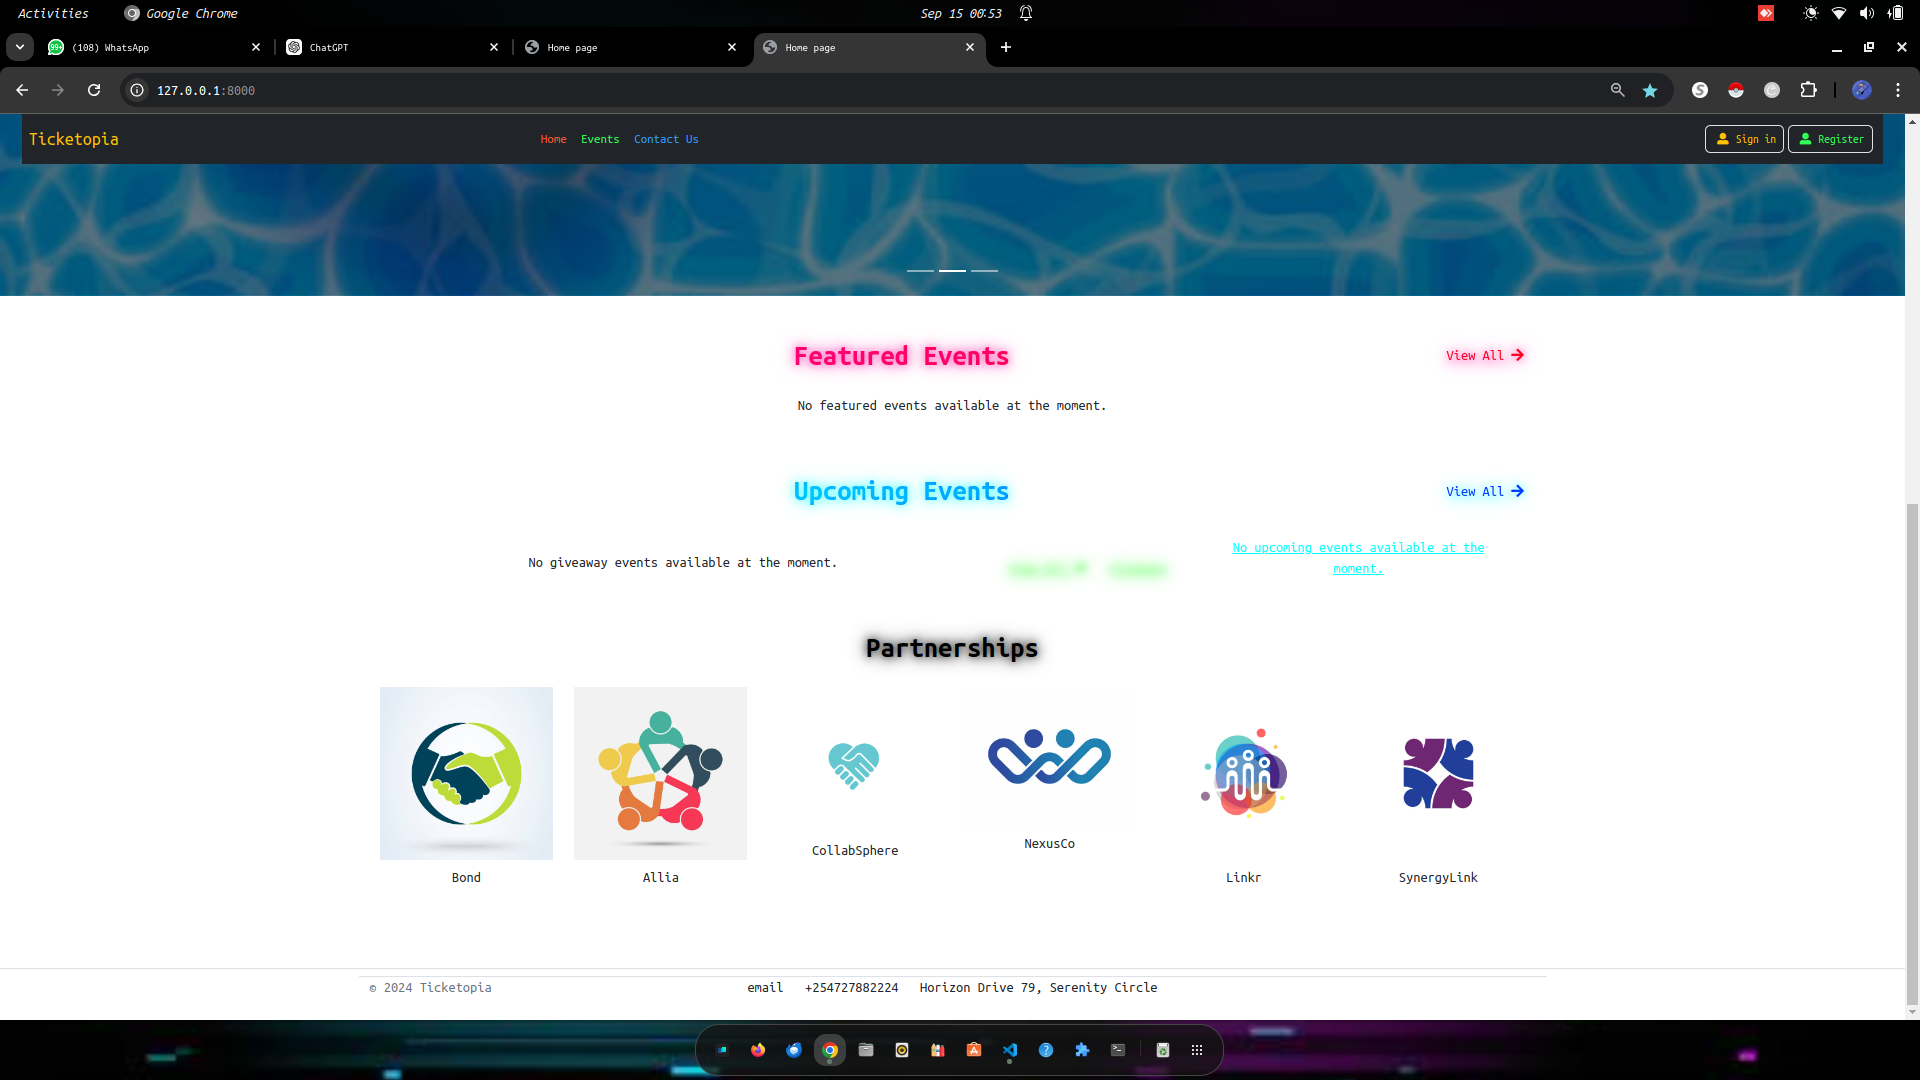 Activities Google Chrome Sep 15 00:53
99+ (108) WhatsApp ChatGPT Home page Home page
127.0.0.1:8000
Ticketopia Home Events Contact Us Sign in Register
Featured Events View All
No featured events available at the moment.
Upcoming Events View All
No giveaway events available at the moment.
No upcoming events available at the
moment.
Partnerships
CollabSphere NexusCo
Bond Allia Linkr SynergyLink
© 2024 Ticketopia email +254727882224 Horizon Drive 79, Serenity Circle